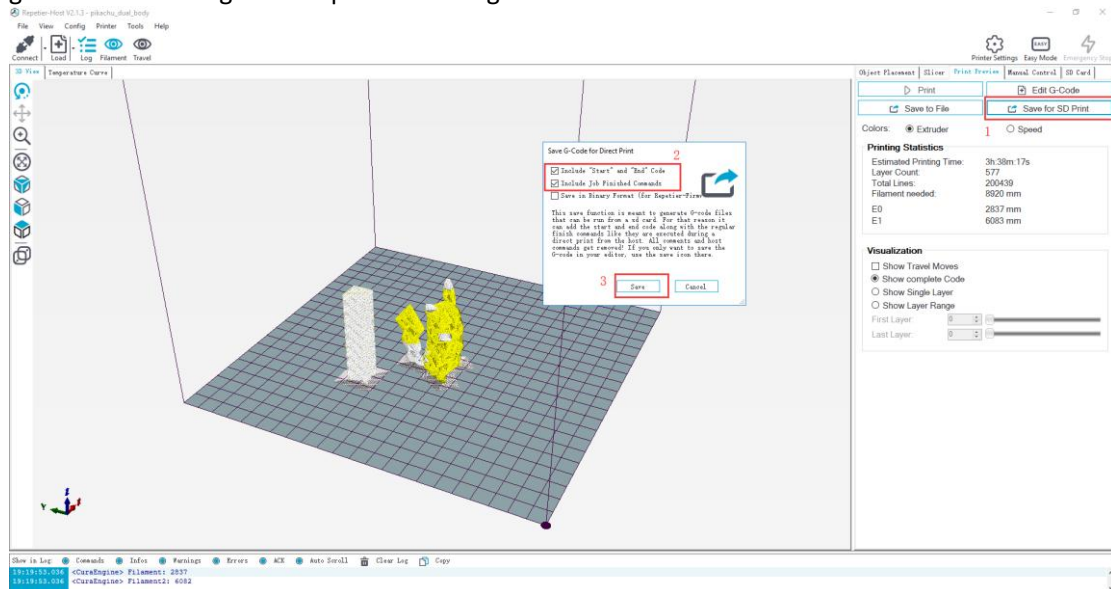 Repetier-Host V2.1.3 - pikachu_dual_body
File View Config Printer Tools Help
Connect Load Log Filament Travel
Printer Settings Easy Mode Emergency Stop
3D View Temperature Curve
Object Placement Slicer Print Preview Manual Control SD Card
Print Edit G-Code
Save to File Save for SD Print
Colors: Extruder 1 Speed
Printing Statistics
Estimated Printing Time: 3h:38m:17s
Layer Count: 577
Total Lines: 200439
Filament needed: 8920 mm
E0 2837 mm
E1 6083 mm
Visualization
Show Travel Moves
Show complete Code
Show Single Layer
Show Layer Range
First Layer: 0
Last Layer: 0
Save G-Code for Direct Print
2
Include "Start" and "End" Code
Include Job Finished Commands
Save in Binary Format (for Repetier-Firm
This save function is meant to generate G-code files
that can be run from a sd card. For that reason it
can add the start and end code along with the regular
finish commands like they are executed during a
direct print from the host. All comments and host
commands get removed! If you only want to save the
G-code in your editor, use the save icon there.
3 Save Cancel
Show in Log: Commands Infos Warnings Errors ACK Auto Scroll Clear Log Copy
19:19:53.036 <CuraEngine> Filament: 2837
19:19:53.036 <CuraEngine> Filament2: 6082